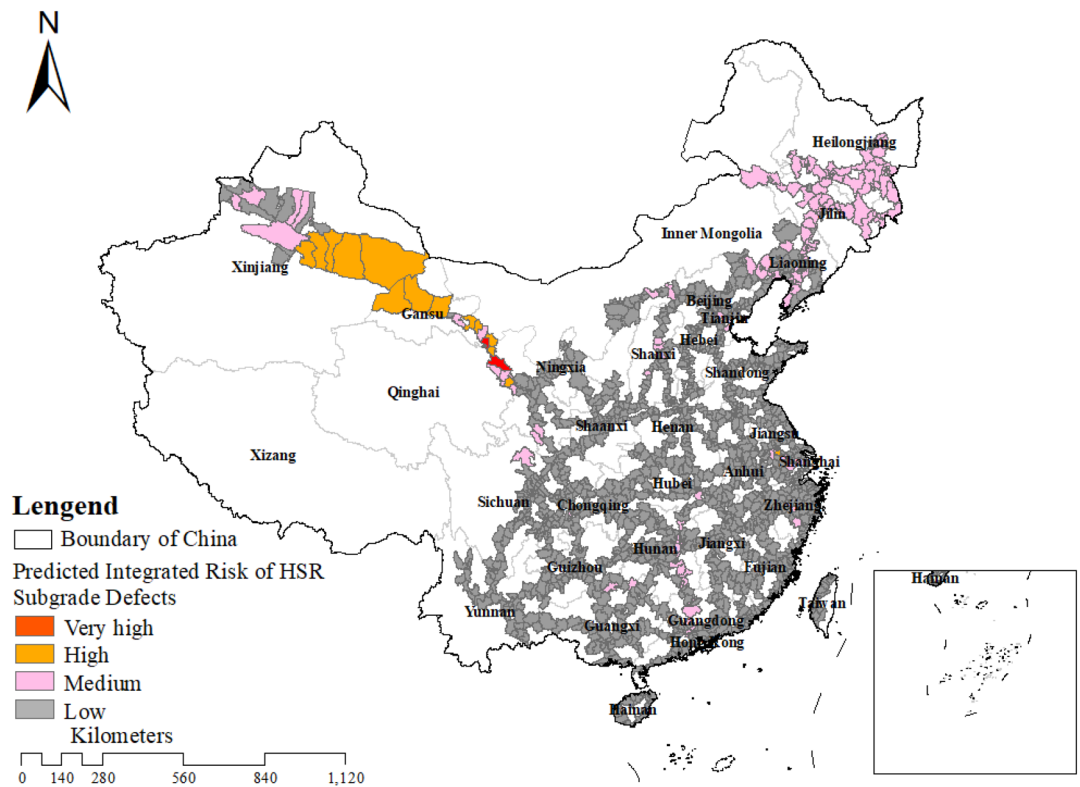 N
Heilongjiang
Jilin
Inner Mongolia
Liaoning
Xinjiang
Beijing
Gansu
Tianjin
Hebei
Shanxi
Ningxia
Shandong
Qinghai
Shaanxi
Henan
Jiangsu
Xizang
Shanghai
Anhui
Hubei
Sichuan
Chongqing
Zhejiang
Hunan
Jiangxi
Guizhou
Fujian
Yunnan
Taiwan
Guangdong
Guangxi
Hong Kong
Hainan
Hainan
Lengend
Boundary of China
Predicted Integrated Risk of HSR
Subgrade Defects
Very high
High
Medium
Low
Kilometers
0 140 280 560 840 1,120